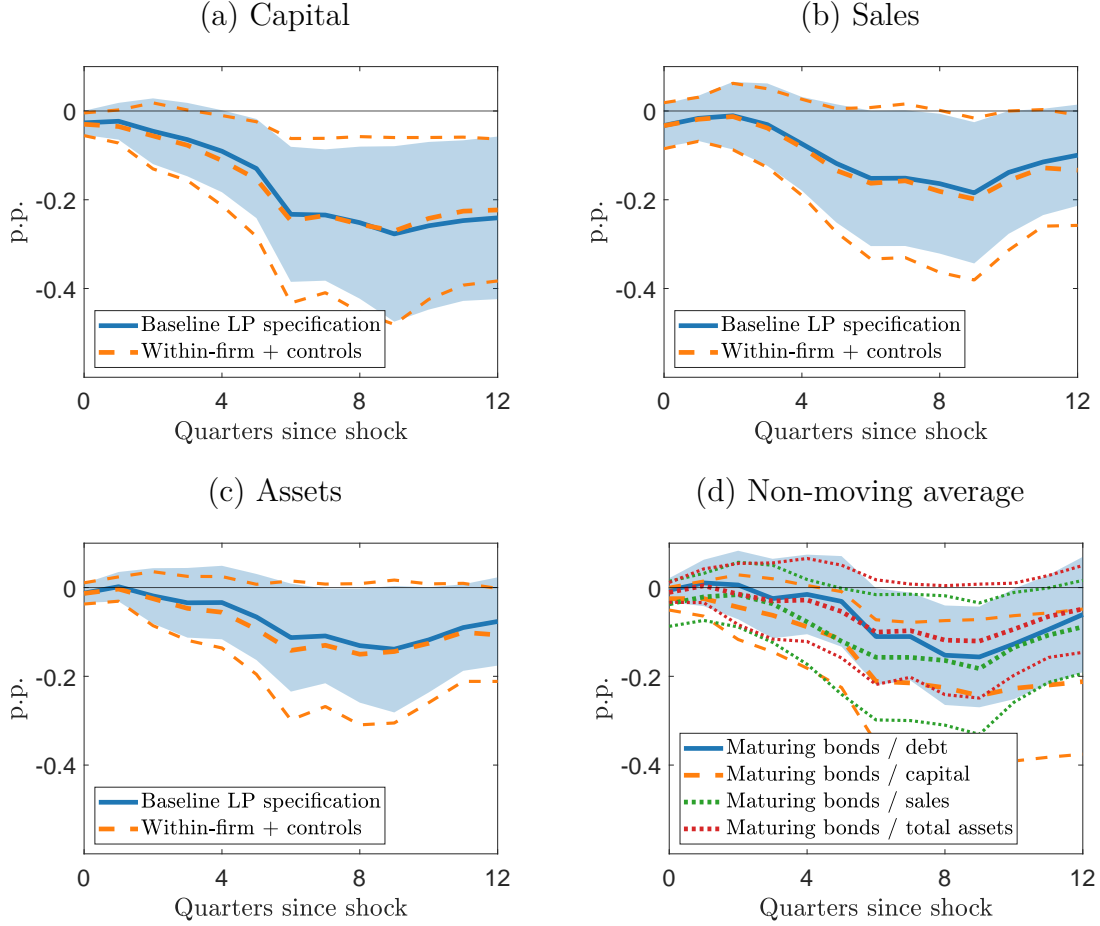 (a) Capital
0
-0.2
-0.4
p.p.
Baseline LP specification
Within-firm + controls
0
4
8
12
Quarters since shock
(b) Sales
0
-0.2
-0.4
p.p.
Baseline LP specification
Within-firm + controls
0
4
8
12
Quarters since shock
(c) Assets
0
-0.2
-0.4
p.p.
Baseline LP specification
Within-firm + controls
0
4
8
12
Quarters since shock
(d) Non-moving average
0
-0.2
-0.4
p.p.
Maturing bonds / debt
Maturing bonds / capital
Maturing bonds / sales
Maturing bonds / total assets
0
4
8
12
Quarters since shock